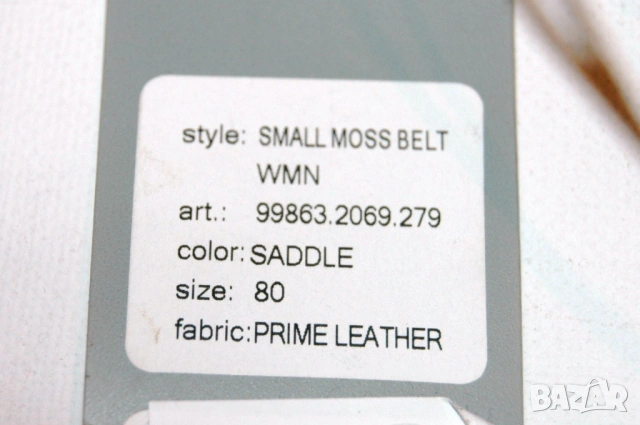 style: SMALL MOSS BELT
WMN
art.: 99863.2069.279
color: SADDLE
size: 80
fabric: PRIME LEATHER
BAZAR